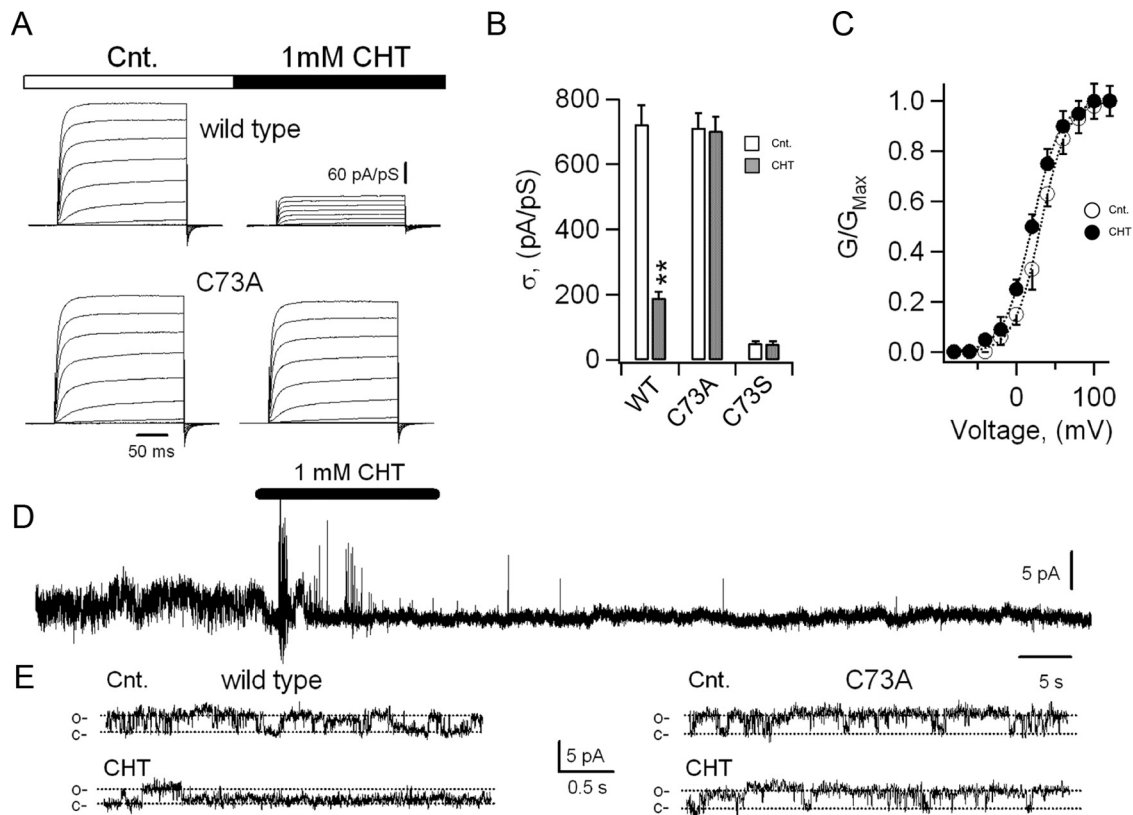 A
Cnt.
1mM CHT
wild type
60 pA/pS
C73A
50 ms
B
800
600
400
200
0
σ, (pA/pS)
**
Cnt.
CHT
WT
C73A
C73S
C
1.0
0.8
0.6
0.4
0.2
0.0
G/GMax
Cnt.
CHT
0
100
Voltage, (mV)
1 mM CHT
D
5 pA
5 s
E
Cnt.
wild type
o-
c-
CHT
o-
c-
5 pA
0.5 s
Cnt.
C73A
o-
c-
CHT
o-
c-